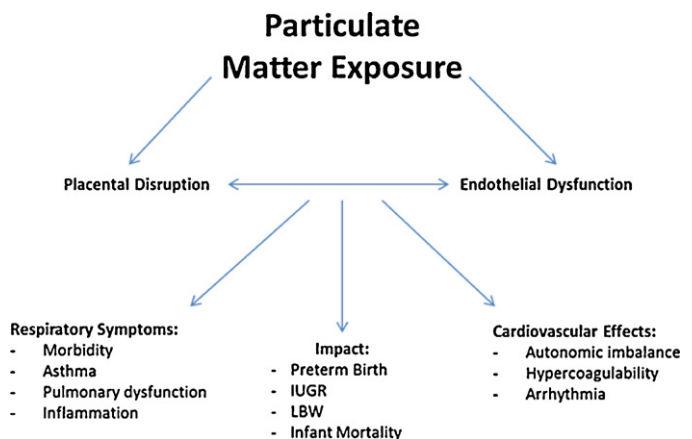 Particulate
Matter Exposure
Placental Disruption
Endothelial Dysfunction
Respiratory Symptoms:
- Morbidity
- Asthma
- Pulmonary dysfunction
- Inflammation
Impact:
- Preterm Birth
- IUGR
- LBW
- Infant Mortality
Cardiovascular Effects:
- Autonomic imbalance
- Hypercoagulability
- Arrhythmia